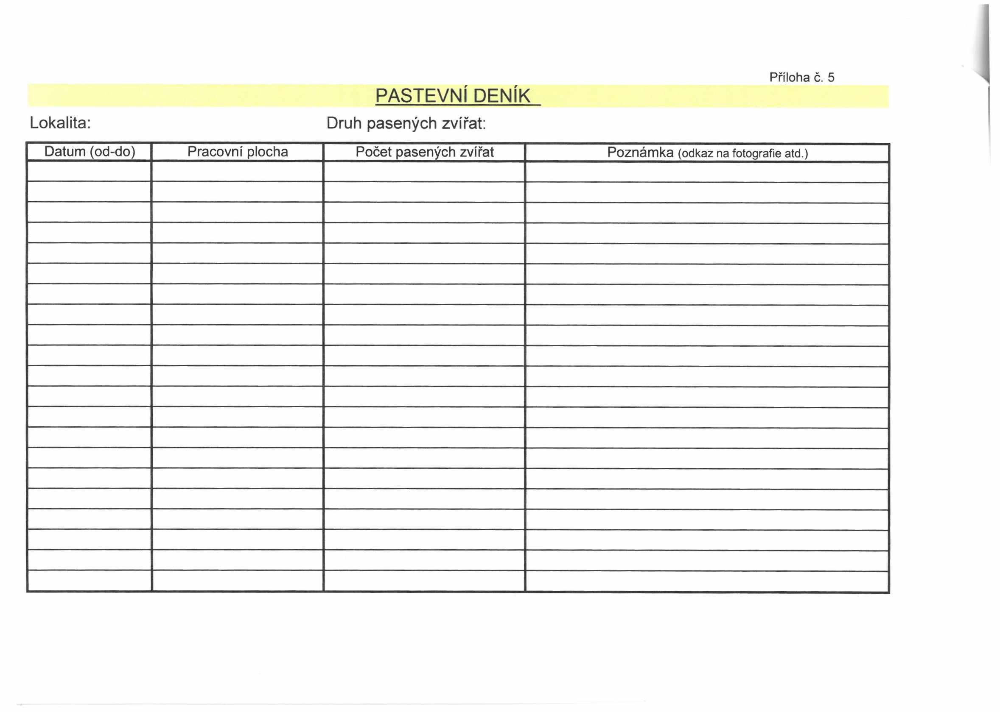 Příloha č. 5
PASTEVNÍ DENÍK
Lokalita: Druh pasených zvířat:
Datum (od-do) Pracovní plocha Počet pasených zvířat Poznámka (odkaz na fotografie atd.)